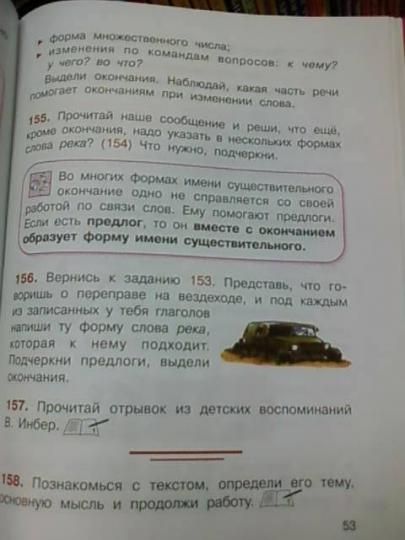 ▸ форма множественного числа;
▸ изменения по командам вопросов: к чему?
у чего? во что?
Выдели окончания. Наблюдай, какая часть речи
помогает окончаниям при изменении слова.
155. Прочитай наше сообщение и реши, что ещё,
кроме окончания, надо указать в нескольких формах
слова река? (154) Что нужно, подчеркни.
Во многих формах имени существительного
окончание одно не справляется со своей
работой по связи слов. Ему помогают предлоги.
Если есть предлог, то он вместе с окончанием
образует форму имени существительного.
156. Вернись к заданию 153. Представь, что го-
воришь о переправе на вездеходе, и под каждым
из записанных у тебя глаголов
напиши ту форму слова река,
которая к нему подходит.
Подчеркни предлоги, выдели
окончания.
157. Прочитай отрывок из детских воспоминаний
В. Инбер.
158. Познакомься с текстом, определи его тему,
основную мысль и продолжи работу.
53